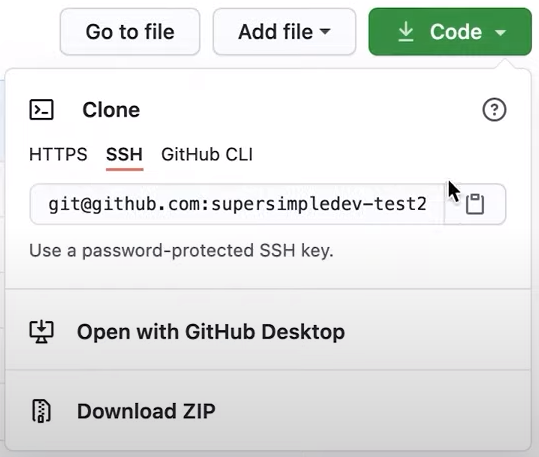 Go to file Add file Code
Clone
HTTPS SSH GitHub CLI
git@github.com:supersimpledev-test2
Use a password-protected SSH key.
Open with GitHub Desktop
Download ZIP